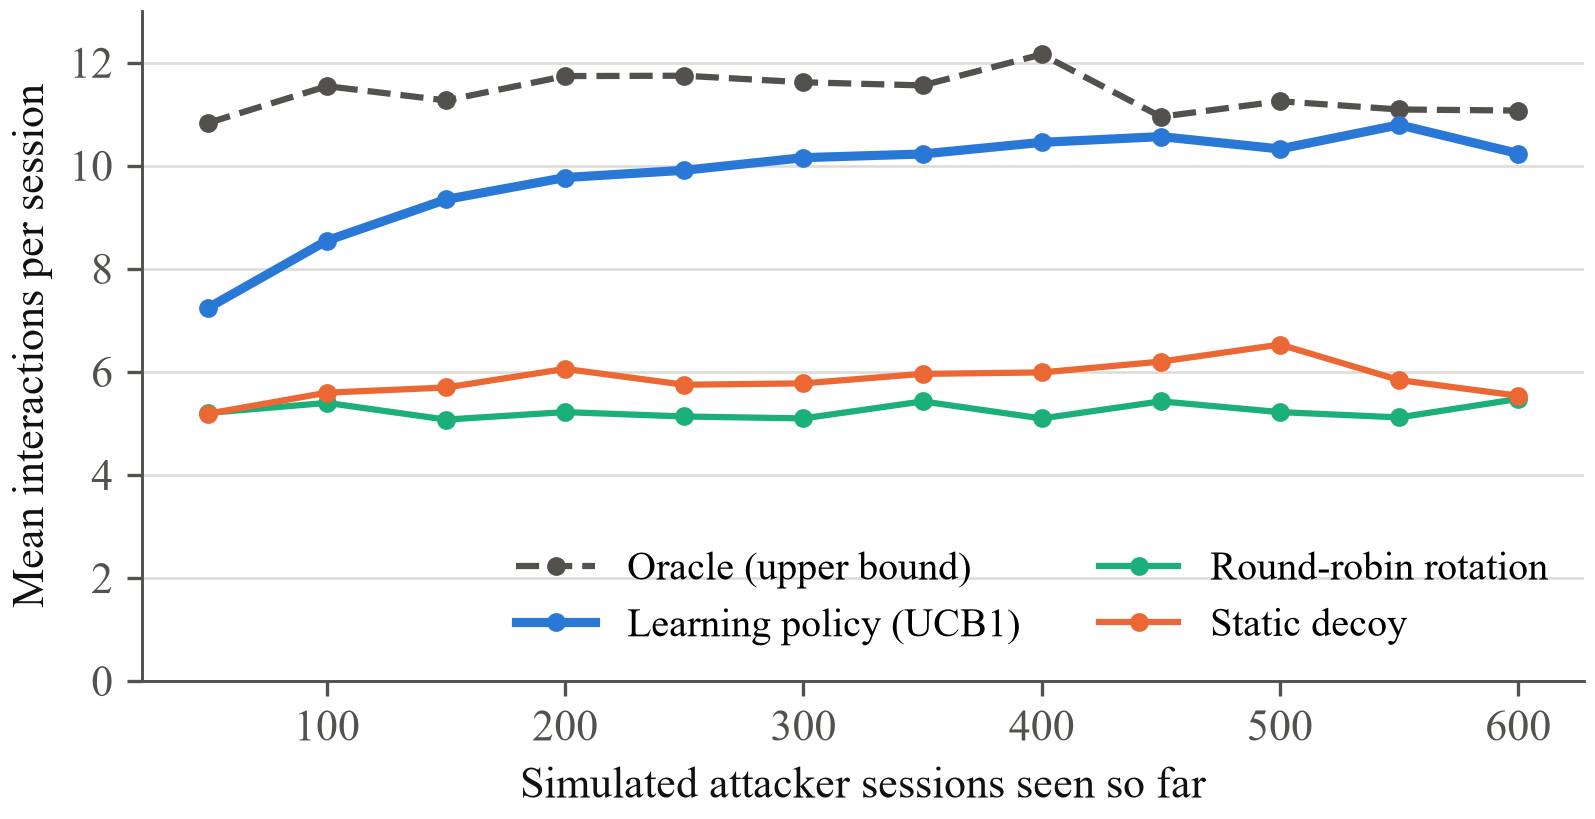 12
10
8
6
4
2
0
Mean interactions per session
Oracle (upper bound)
Learning policy (UCB1)
Round-robin rotation
Static decoy
100 200 300 400 500 600
Simulated attacker sessions seen so far